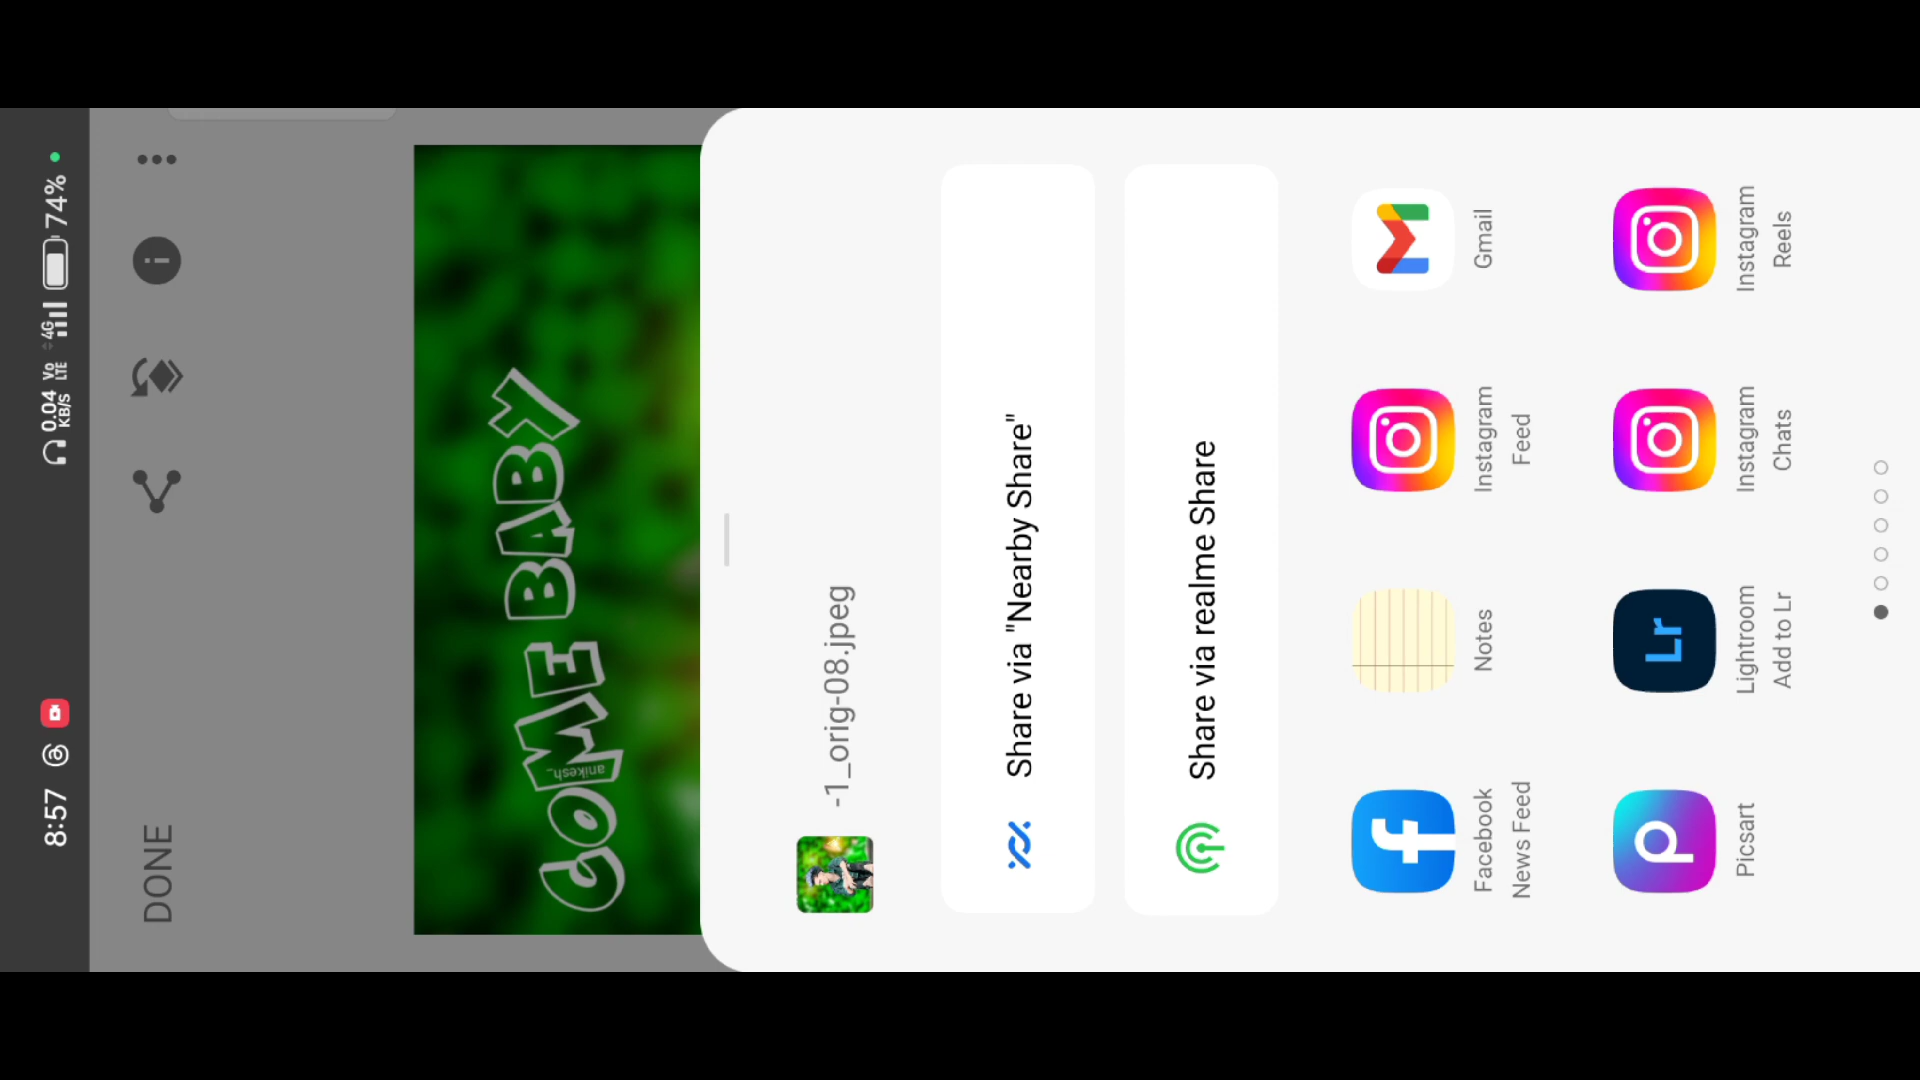 8:57
0.04 KB/S
Vo LTE
4G
74%
DONE
COME BABY
anikesh_
-1_orig-08.jpeg
Share via "Nearby Share"
Share via realme Share
Facebook
News Feed
Notes
Instagram
Feed
Gmail
Picsart
Lr
Lightroom
Add to Lr
Instagram
Chats
Instagram
Reels